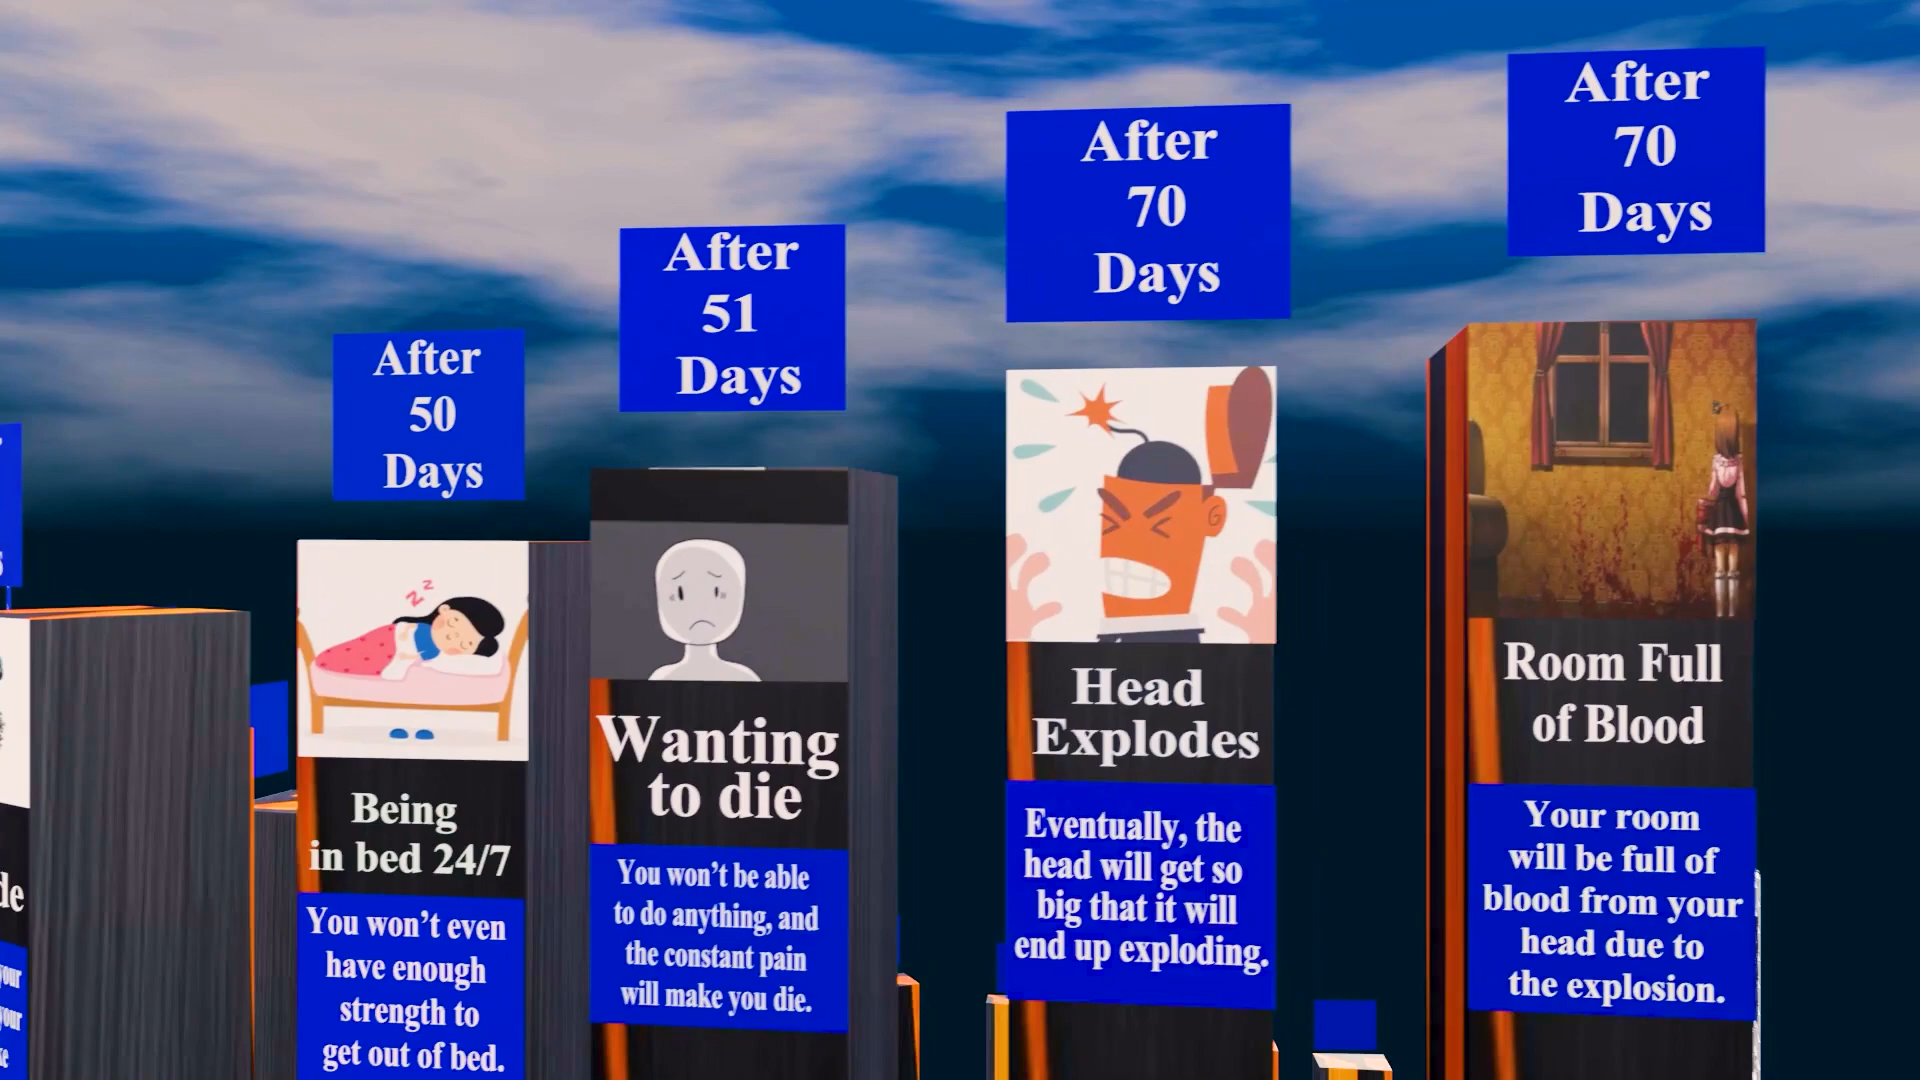 After
50
Days
Being
in bed 24/7
You won't even
have enough
strength to
get out of bed.
After
51
Days
Wanting
to die
You won't be able
to do anything, and
the constant pain
will make you die.
After
70
Days
Head
Explodes
Eventually, the
head will get so
big that it will
end up exploding.
After
70
Days
Room Full
of Blood
Your room
will be full of
blood from your
head due to
the explosion.